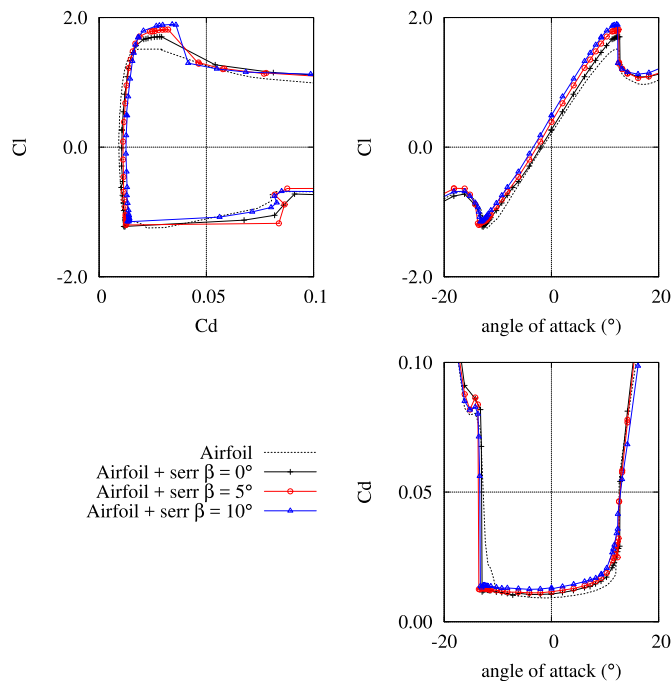 2.0
Cl
0.0
-2.0
0
0.05
0.1
Cd
2.0
Cl
0.0
-2.0
-20
0
20
angle of attack (°)
Airfoil
Airfoil + serr β = 0°
Airfoil + serr β = 5°
Airfoil + serr β = 10°
0.10
Cd
0.05
0.00
-20
0
20
angle of attack (°)